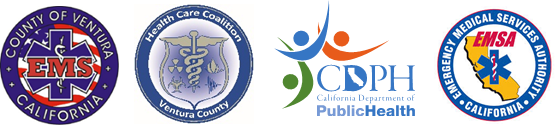 COUNTY OF VENTURA
EMS
CALIFORNIA
Health Care Coalition
Ventura County
CDPH
California Department of
PublicHealth
EMERGENCY MEDICAL SERVICES AUTHORITY
EMSA
CALIFORNIA